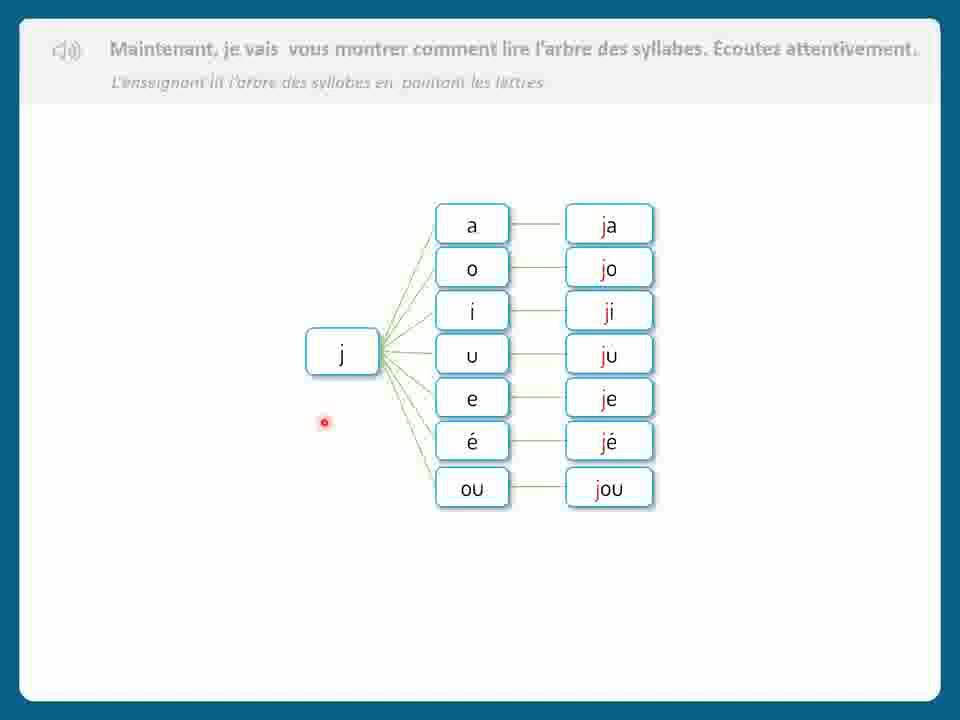 Maintenant, je vais vous montrer comment lire l'arbre des syllabes. Écoutez attentivement.
L'enseignant lit l'arbre des syllabes en pointant les lettres
a ja
o jo
i ji
j u ju
e je
é jé
ou jou